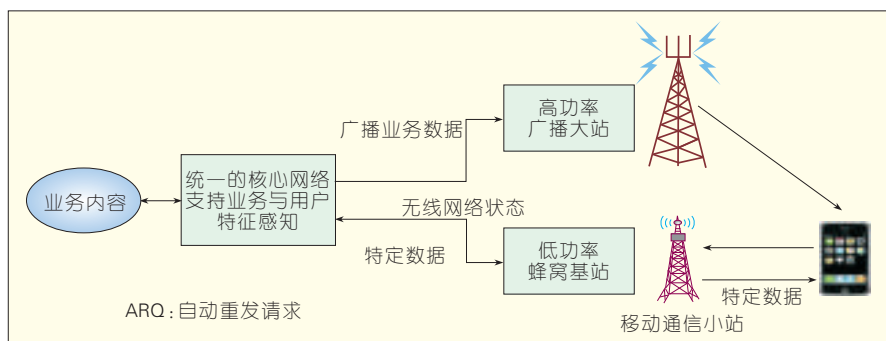 高功率
广播大站
广播业务数据
业务内容
统一的核心网络
支持业务与用户
特征感知
无线网络状态
特定数据
低功率
蜂窝基站
特定数据
移动通信小站
ARQ：自动重发请求